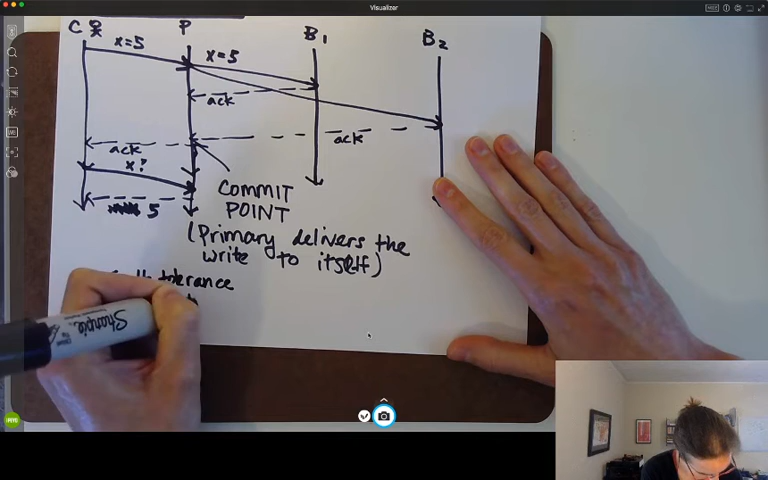 Visualizer
C P B1 B2
x=5 x=5
ack
ack ack
x?
COMMIT
5 POINT
(Primary delivers the
write to itself)
tolerance
Sharpie